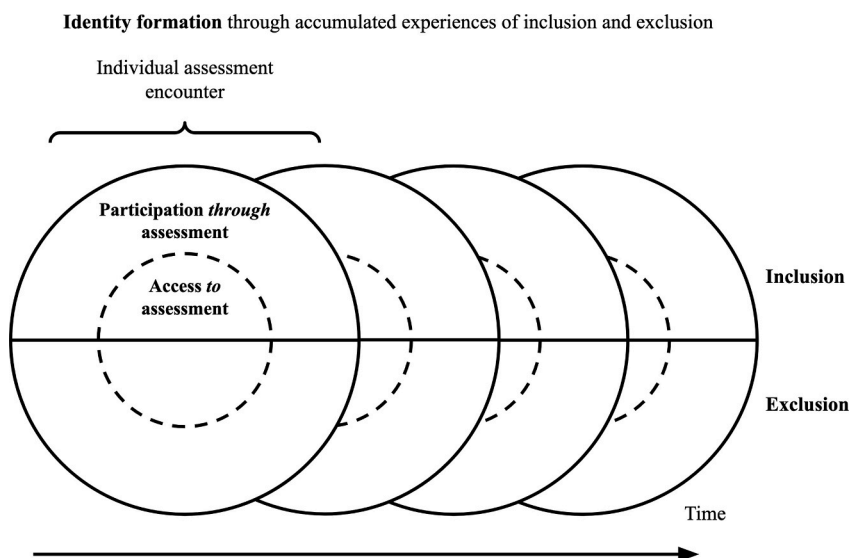 Identity formation through accumulated experiences of inclusion and exclusion
Individual assessment
encounter
Participation through
assessment
Access to
assessment
Inclusion
Exclusion
Time